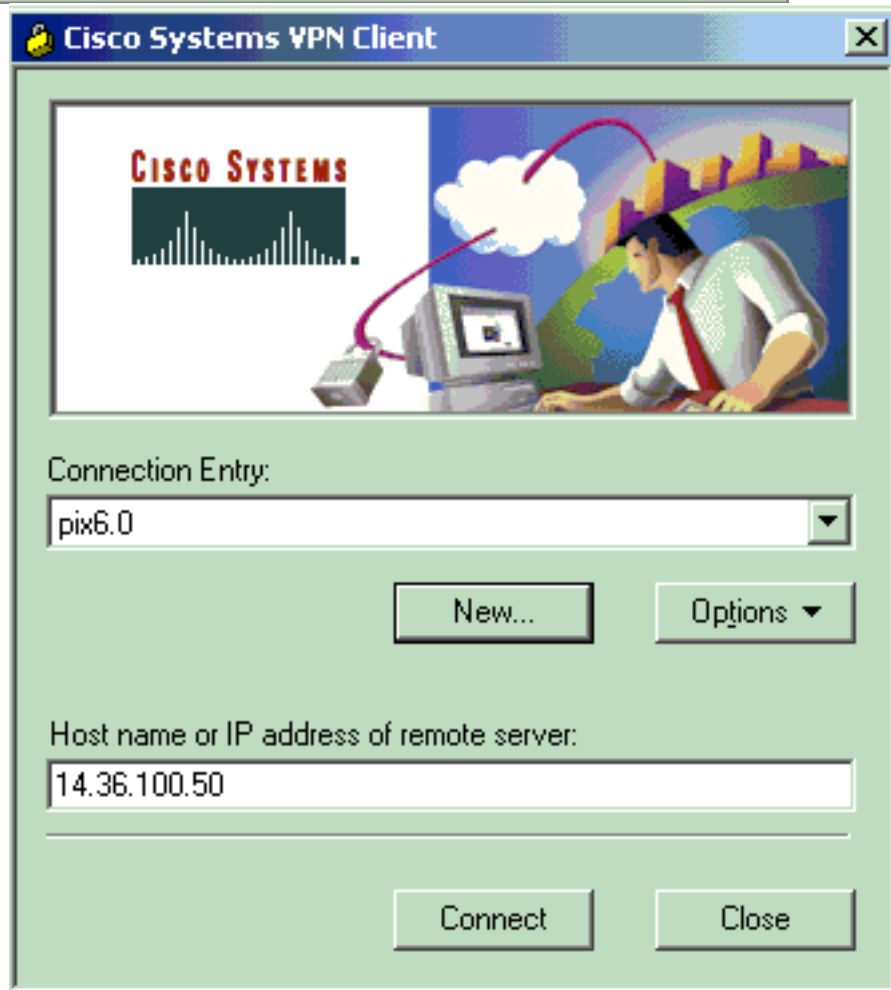 Cisco Systems VPN Client
CISCO SYSTEMS
Connection Entry:
pix6.0
New...
Options
Host name or IP address of remote server:
14.36.100.50
Connect
Close